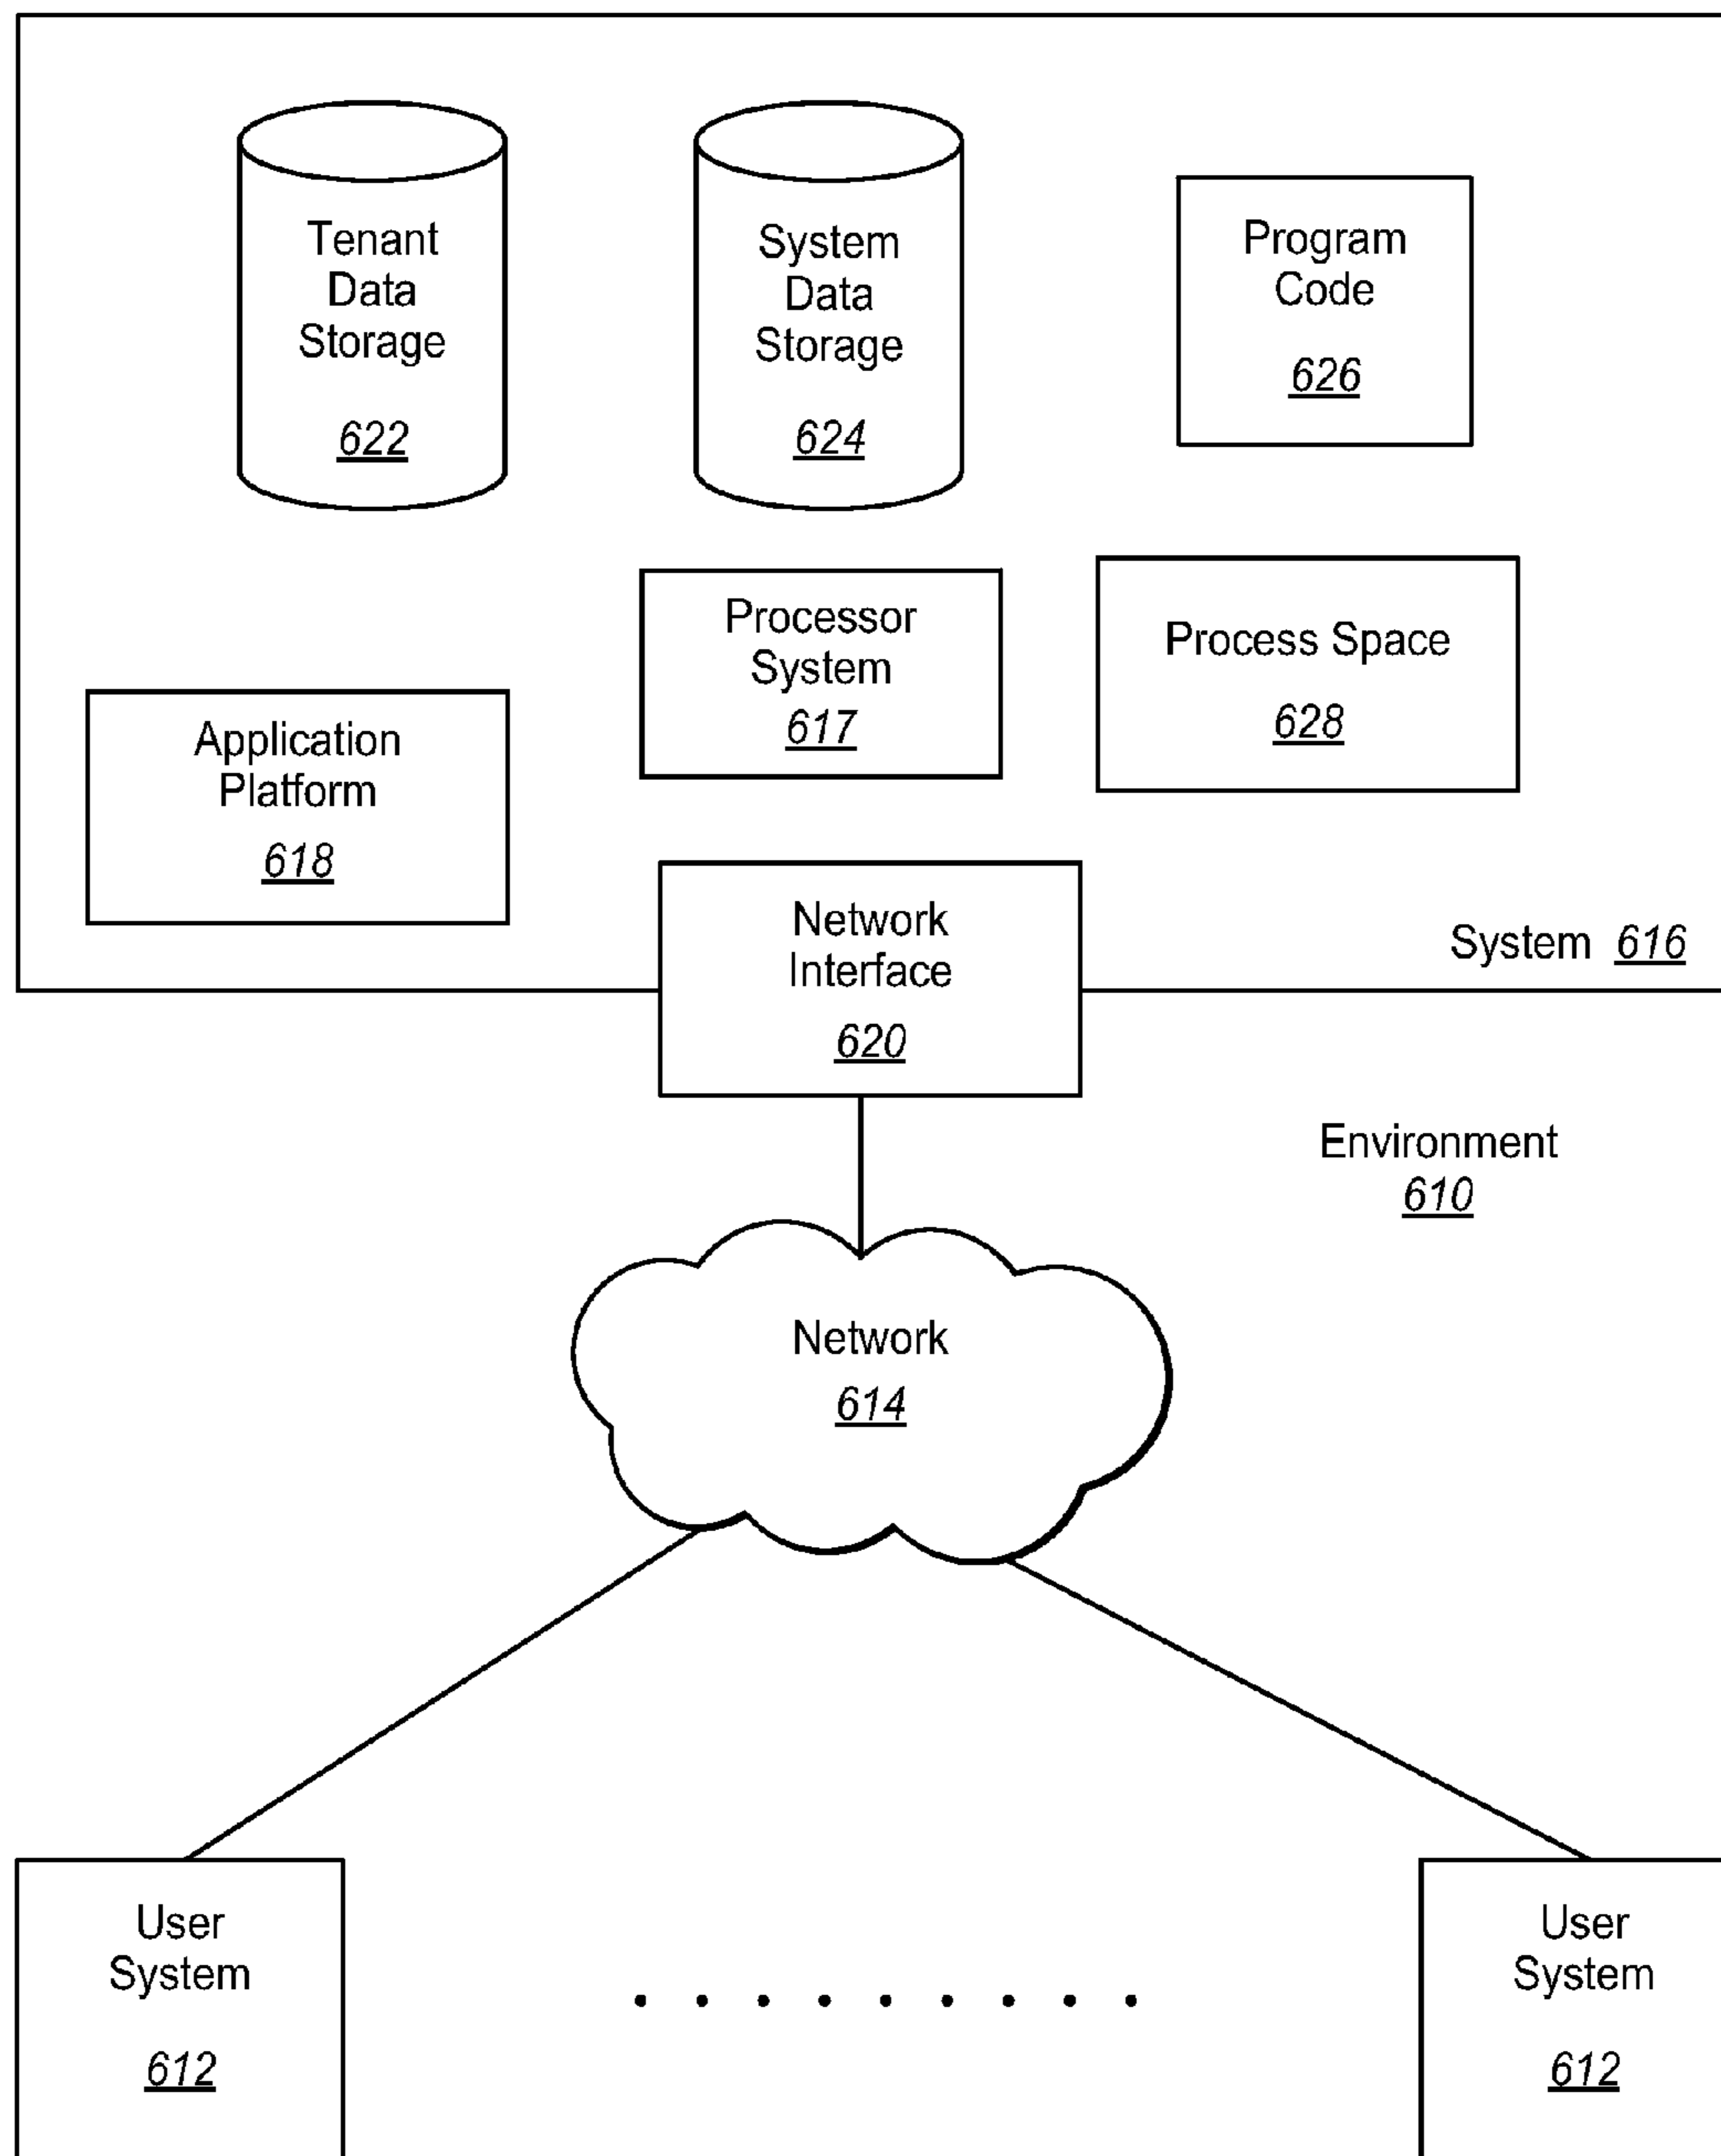 Tenant
Data
Storage
622
System
Data
Storage
624
Program
Code
626
Processor
System
617
Process Space
628
Application
Platform
618
Network
Interface
620
System 616
Environment
610
Network
614
User
System
612
User
System
612